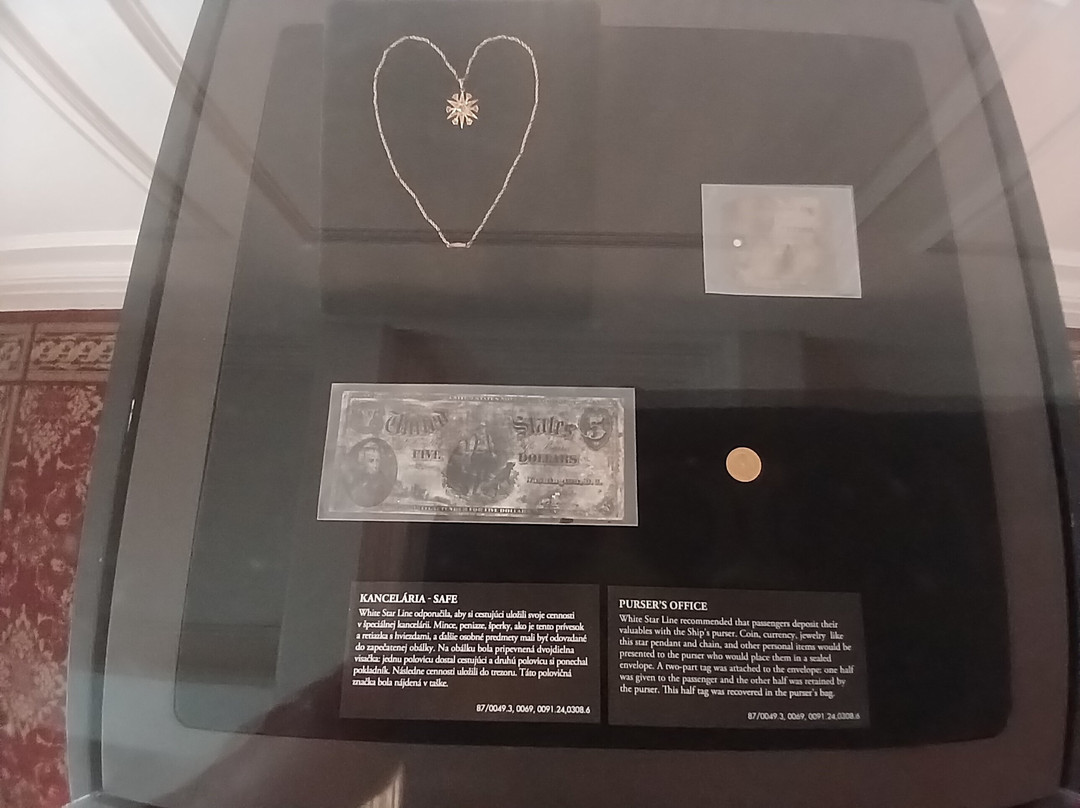 United States 5
FIVE DOLLARS
KANCELÁRIA - SAFE
White Star Line odporučila, aby si cestujúci uložili svoje cennosti
v špeciálnej kancelárii. Mince, peniaze, šperky, ako je tento prívesok
a retiazka s hviezdami, a ďalšie osobné predmety mali byť odovzdané
do zapečatenej obálky. Na obálku bola pripevnená dvojdielna
visačka: jednu polovicu dostal cestujúci a druhú polovicu si ponechal
pokladník. Následne cennosti uložili do trezoru. Táto polovičná
značka bola nájdená v taške.
87/0049.3, 0069, 0091.24,0308.6
PURSER'S OFFICE
White Star Line recommended that passengers deposit their
valuables with the Ship's purser. Coin, currency, jewelry like
this star pendant and chain, and other personal items would be
presented to the purser who would place them in a sealed
envelope. A two-part tag was attached to the envelope: one half
was given to the passenger and the other half was retained by
the purser. This half tag was recovered in the purser's bag.
87/0049.3, 0069, 0091.24,0308.6